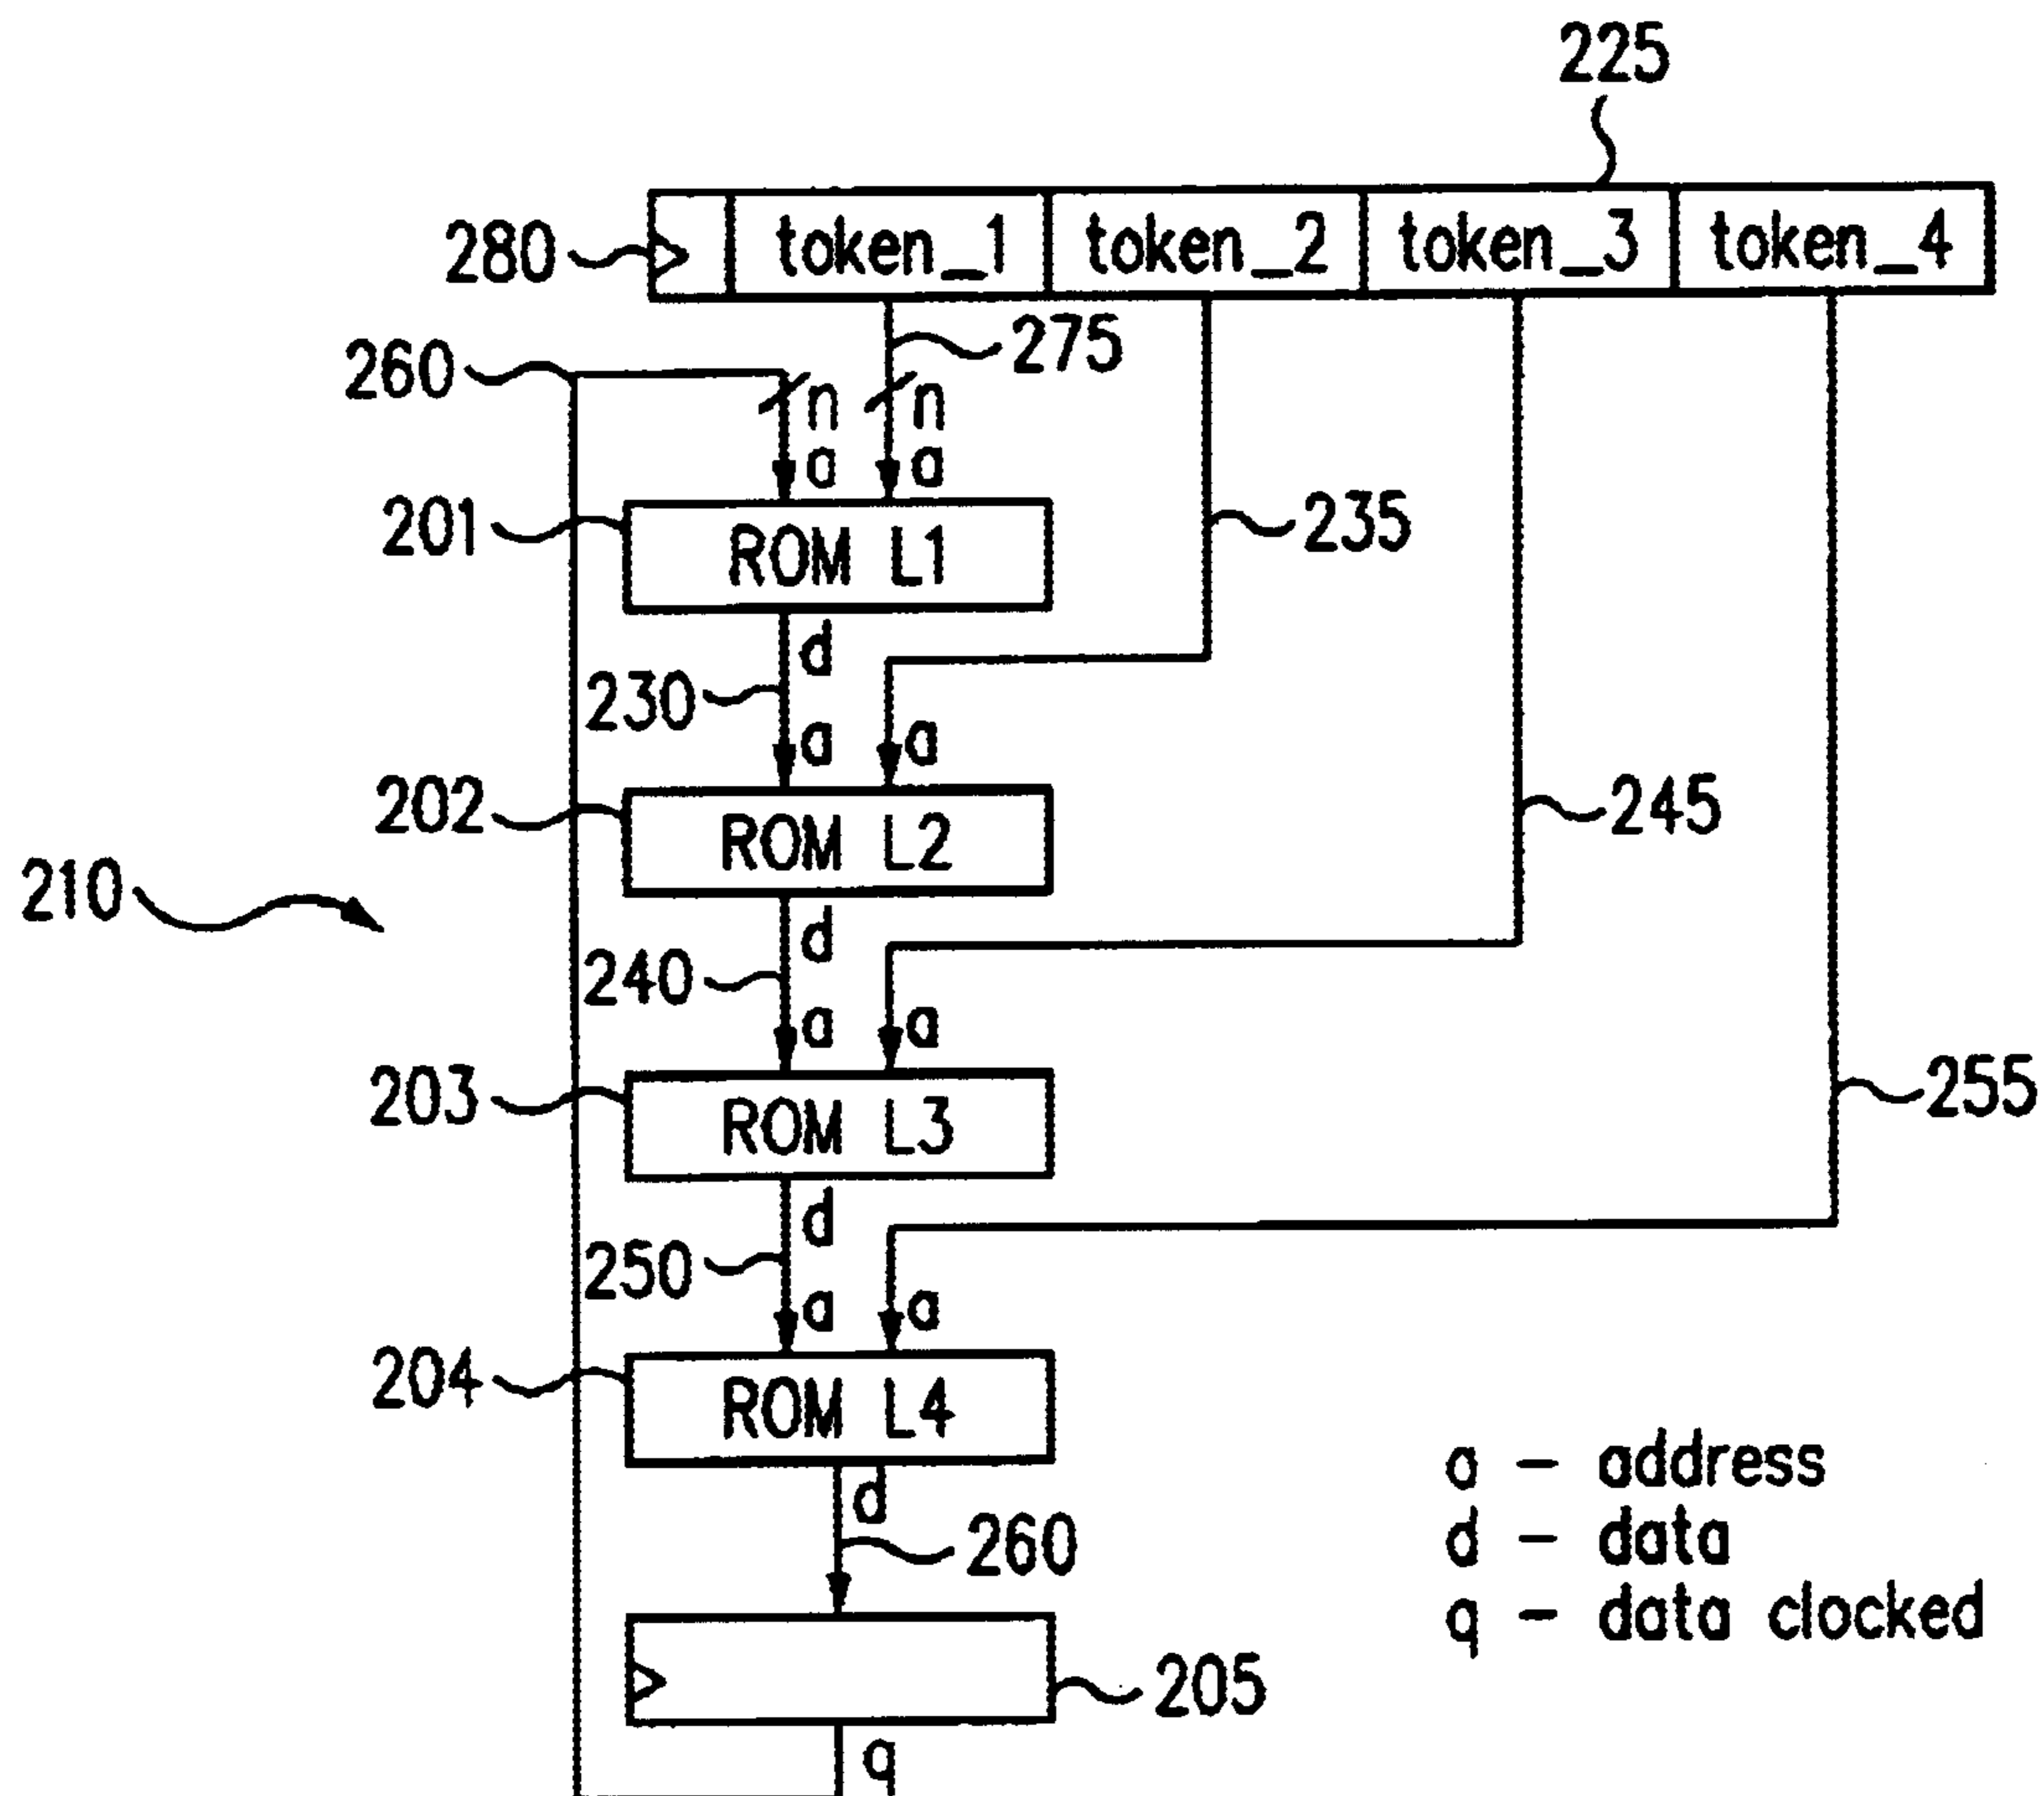 225
280 token_1 token_2 token_3 token_4
260 n n 275
a a
201 ROM L1 235
d
230
a a
202 ROM L2 245
210
d
240
a a
203 ROM L3 255
d
250
a a
204 ROM L4
a – address
d
260
d – data
q – data clocked
205
q